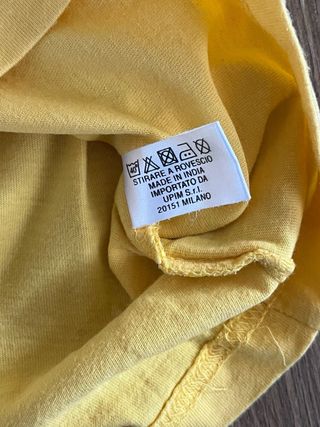 40°
STIRARE A ROVESCIO
MADE IN INDIA
IMPORTATO DA
UPIM S.r.l.
20151 MILANO